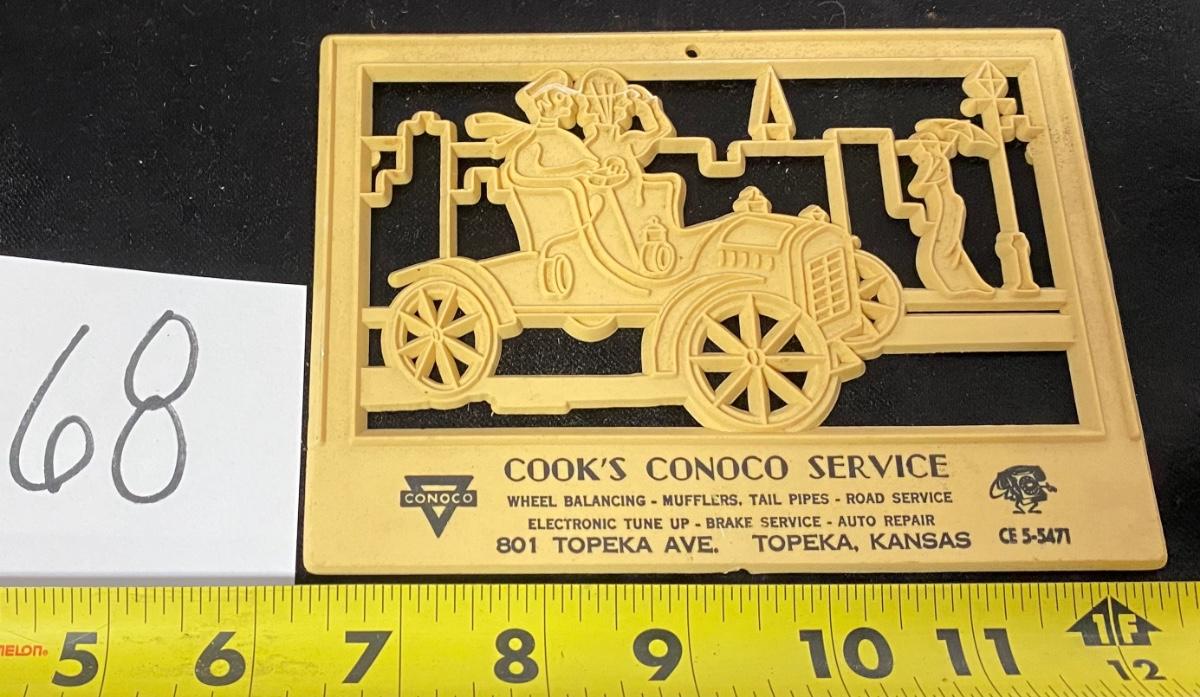 68
COOK'S CONOCO SERVICE
CONOCO
WHEEL BALANCING - MUFFLERS, TAIL PIPES - ROAD SERVICE
ELECTRONIC TUNE UP - BRAKE SERVICE - AUTO REPAIR
801 TOPEKA AVE. TOPEKA, KANSAS
CE 5-5471
MELON®
5 6 7 8 9 10 11 1F 12